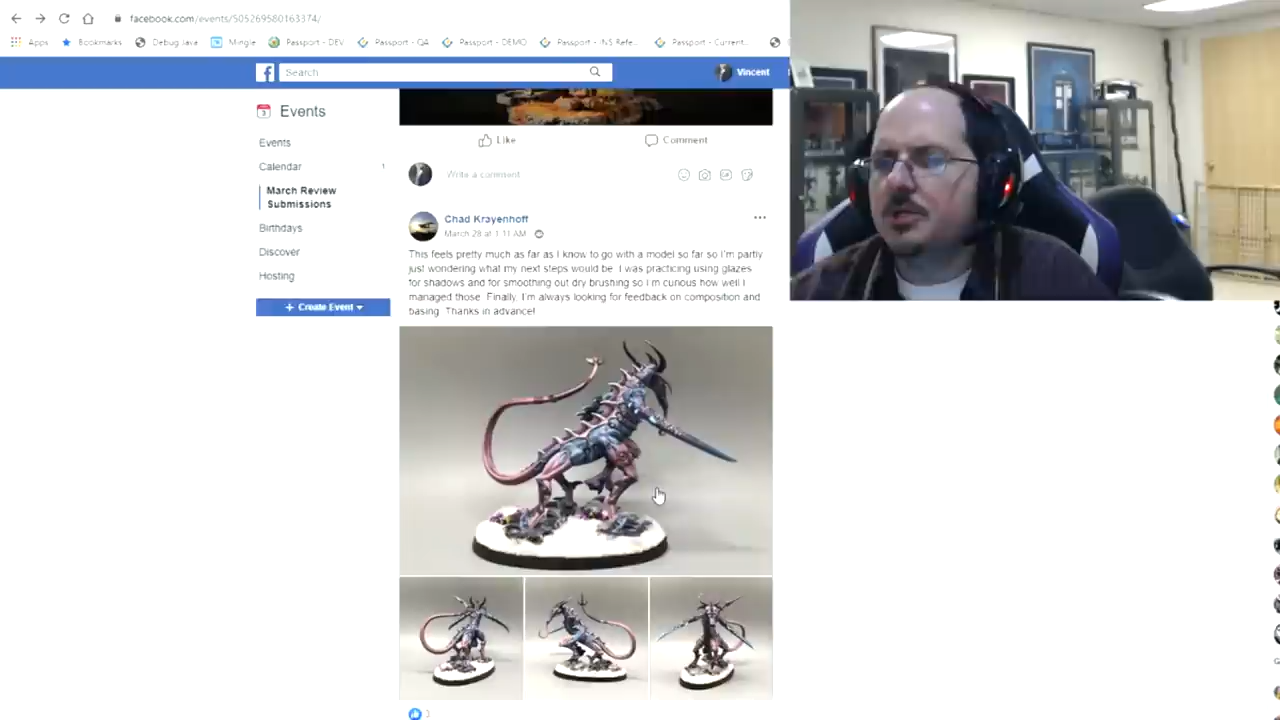 facebook.com/events/505269580163374/
Apps Bookmarks Debug Java Mingle Passport - DEV Passport - QA Passport - DEMO Passport - INS Refe... Passport - Current...
Search
Vincent
Events
Like
Comment
Events
Calendar 1
Write a comment
March Review
Submissions
Birthdays
Discover
Hosting
+ Create Event
Chad Krayenhoff
March 28 at 1:11 AM
This feels pretty much as far as I know to go with a model so far so I'm partly
just wondering what my next steps would be. I was practicing using glazes
for shadows and for smoothing out dry brushing so I'm curious how well I
managed those. Finally, I'm always looking for feedback on composition and
basing. Thanks in advance!